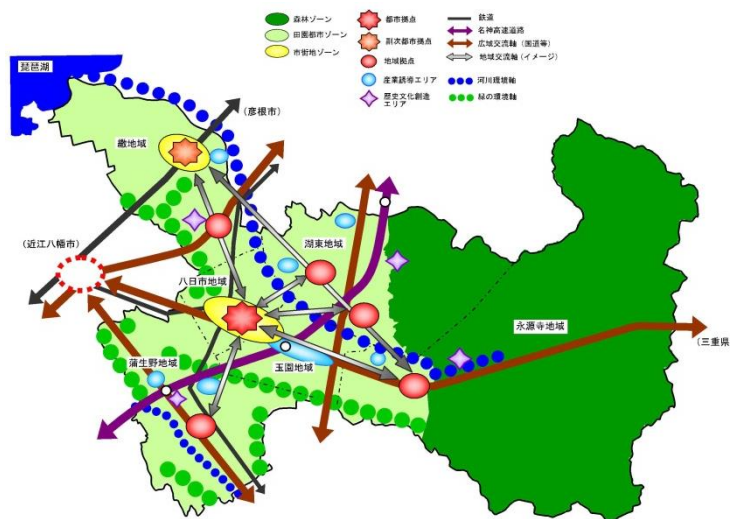 森林ゾーン
田園都市ゾーン
市街地ゾーン
都市拠点
副次都市拠点
地域拠点
産業誘導エリア
歴史文化創造
エリア
鉄道
名神高速道路
広域交流軸（国道等）
地域交流軸（イメージ）
河川環境軸
緑の環境軸
琵琶湖
（彦根市）
（近江八幡市）
湖東地域
八日市地域
永源寺地域
（三重県
蒲生野地域
玉園地域